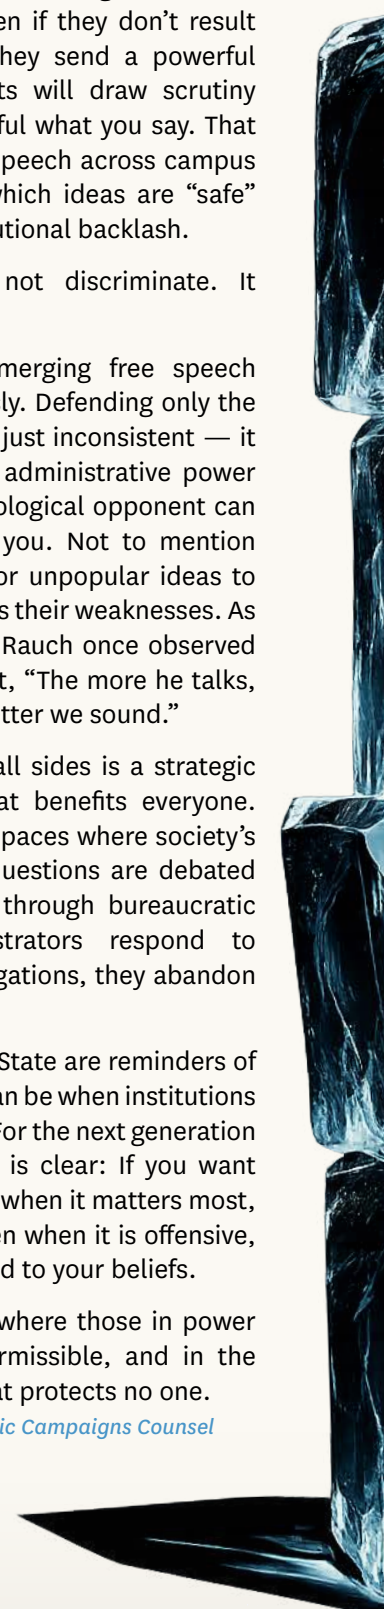 en if they don’t result
hey send a powerful
ts will draw scrutiny
ful what you say. That
peech across campus
vhich ideas are “safe”
utional backlash.
not discriminate. It
merging free speech
ly. Defending only the
just inconsistent — it
administrative power
ological opponent can
you. Not to mention
or unpopular ideas to
s their weaknesses. As
Rauch once observed
t, “The more he talks,
tter we sound.”
all sides is a strategic
at benefits everyone.
paces where society’s
uestions are debated
through bureaucratic
strators respond to
gations, they abandon
State are reminders of
an be when institutions
For the next generation
is clear: If you want
when it matters most,
en when it is offensive,
d to your beliefs.
where those in power
rmissible, and in the
at protects no one.
ic Campaigns Counsel